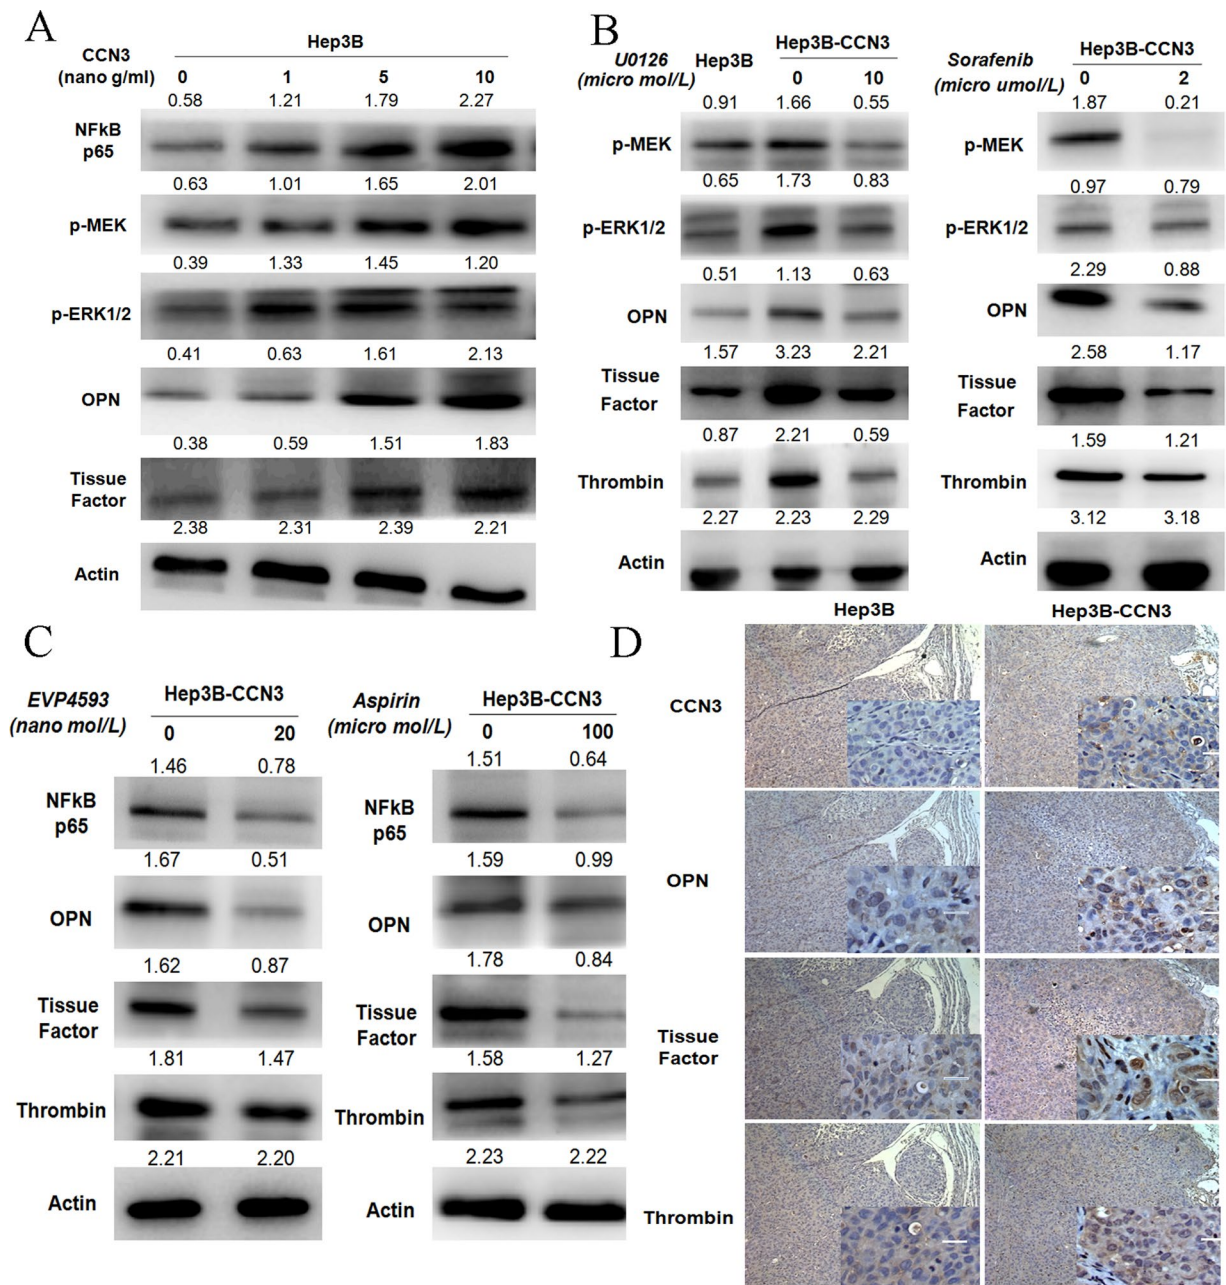 A
CCN3
(nano g/ml)
Hep3B
0 1 5 10
0.58 1.21 1.79 2.27
NFkB
p65
0.63 1.01 1.65 2.01
p-MEK
0.39 1.33 1.45 1.20
p-ERK1/2
0.41 0.63 1.61 2.13
OPN
0.38 0.59 1.51 1.83
Tissue
Factor
2.38 2.31 2.39 2.21
Actin
B
U0126
(micro mol/L)
Hep3B
Hep3B-CCN3
0 10
0.91 1.66 0.55
p-MEK
0.65 1.73 0.83
p-ERK1/2
0.51 1.13 0.63
OPN
1.57 3.23 2.21
Tissue
Factor
0.87 2.21 0.59
Thrombin
2.27 2.23 2.29
Actin
Sorafenib
(micro umol/L)
Hep3B-CCN3
0 2
1.87 0.21
p-MEK
0.97 0.79
p-ERK1/2
2.29 0.88
OPN
2.58 1.17
Tissue
Factor
1.59 1.21
Thrombin
3.12 3.18
Actin
C
EVP4593
(nano mol/L)
Hep3B-CCN3
0 20
1.46 0.78
NFkB
p65
1.67 0.51
OPN
1.62 0.87
Tissue
Factor
1.81 1.47
Thrombin
2.21 2.20
Actin
Aspirin
(micro mol/L)
Hep3B-CCN3
0 100
1.51 0.64
NFkB
p65
1.59 0.99
OPN
1.78 0.84
Tissue
Factor
1.58 1.27
Thrombin
2.23 2.22
Actin
D
Hep3B Hep3B-CCN3
CCN3
OPN
Tissue
Factor
Thrombin